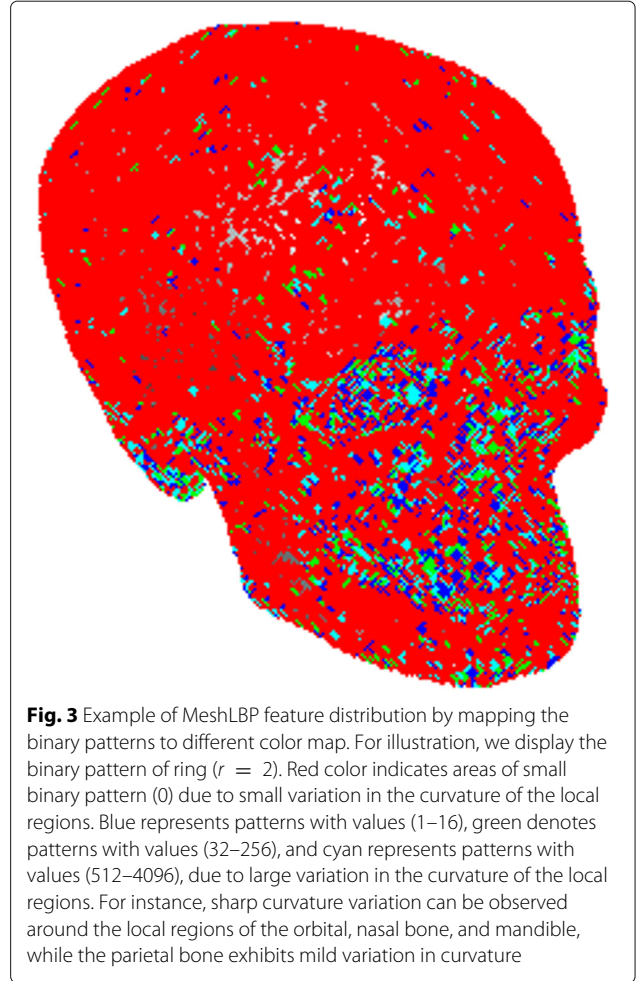 Fig. 3 Example of MeshLBP feature distribution by mapping the
binary patterns to different color map. For illustration, we display the
binary pattern of ring (r = 2). Red color indicates areas of small
binary pattern (0) due to small variation in the curvature of the local
regions. Blue represents patterns with values (1–16), green denotes
patterns with values (32–256), and cyan represents patterns with
values (512–4096), due to large variation in the curvature of the local
regions. For instance, sharp curvature variation can be observed
around the local regions of the orbital, nasal bone, and mandible,
while the parietal bone exhibits mild variation in curvature